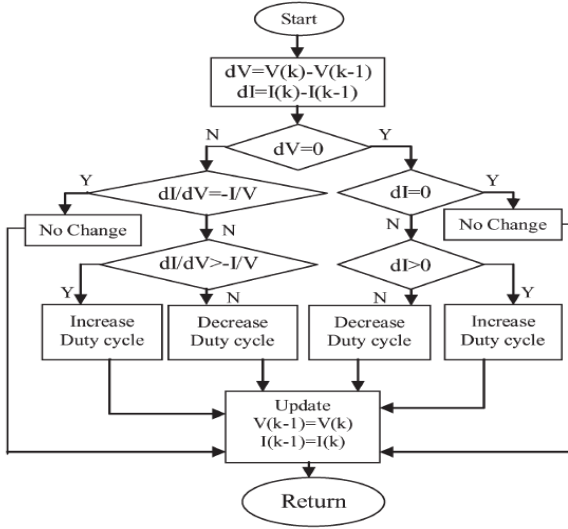 Start
dV=V(k)-V(k-1)
dI=I(k)-I(k-1)
N
Y
dV=0
Y
dI/dV=-I/V
dI=0
Y
No Change
N
N
No Change
dI/dV>-I/V
dI>0
Y
N
N
Y
Increase
Duty cycle
Decrease
Duty cycle
Decrease
Duty cycle
Increase
Duty cycle
Update
V(k-1)=V(k)
I(k-1)=I(k)
Return